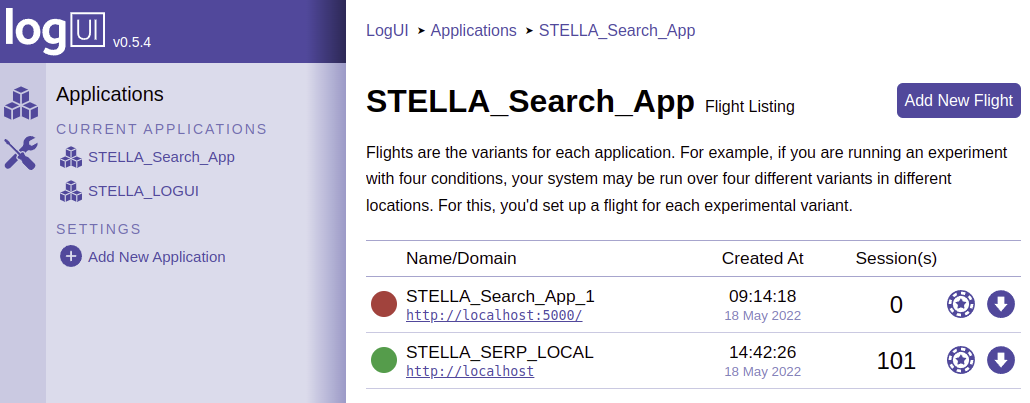 logUI v0.5.4
LogUI ➤ Applications ➤ STELLA_Search_App
Applications
CURRENT APPLICATIONS
STELLA_Search_App
STELLA_LOGUI
SETTINGS
Add New Application
STELLA_Search_App Flight Listing
Add New Flight
Flights are the variants for each application. For example, if you are running an experiment
with four conditions, your system may be run over four different variants in different
locations. For this, you'd set up a flight for each experimental variant.
Name/Domain Created At Session(s)
STELLA_Search_App_1 09:14:18 0
http://localhost:5000/ 18 May 2022
STELLA_SERP_LOCAL 14:42:26 101
http://localhost 18 May 2022